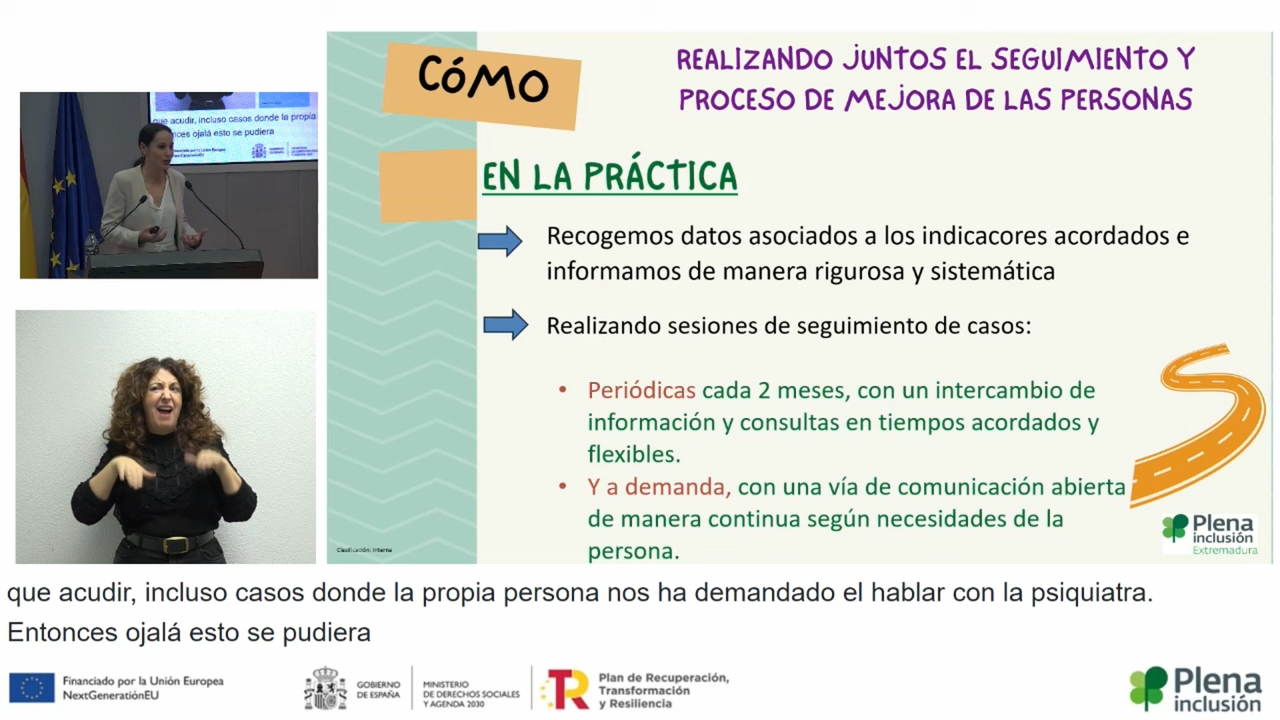 CÓMO
REALIZANDO JUNTOS EL SEGUIMIENTO Y
PROCESO DE MEJORA DE LAS PERSONAS
que acudir, incluso casos donde la propia
nces ojalá esto se pudiera
EN LA PRÁCTICA
Recogemos datos asociados a los indicacores acordados e
informamos de manera rigurosa y sistemática
Realizando sesiones de seguimiento de casos:
• Periódicas cada 2 meses, con un intercambio de
información y consultas en tiempos acordados y
flexibles.
• Y a demanda, con una vía de comunicación abierta
de manera continua según necesidades de la
persona.
Clasificación: Interna
Plena
inclusión
Extremadura
que acudir, incluso casos donde la propia persona nos ha demandado el hablar con la psiquiatra.
Entonces ojalá esto se pudiera
Financiado por la Unión Europea
NextGenerationEU
GOBIERNO
DE ESPAÑA
MINISTERIO
DE DERECHOS SOCIALES
Y AGENDA 2030
Plan de Recuperación,
Transformación
y Resiliencia
Plena
inclusión